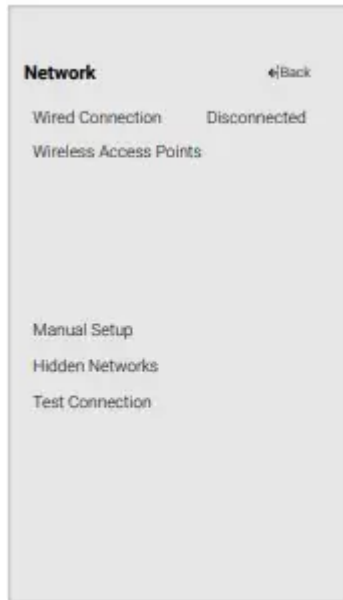 Network Back
Wired Connection Disconnected
Wireless Access Points
Manual Setup
Hidden Networks
Test Connection